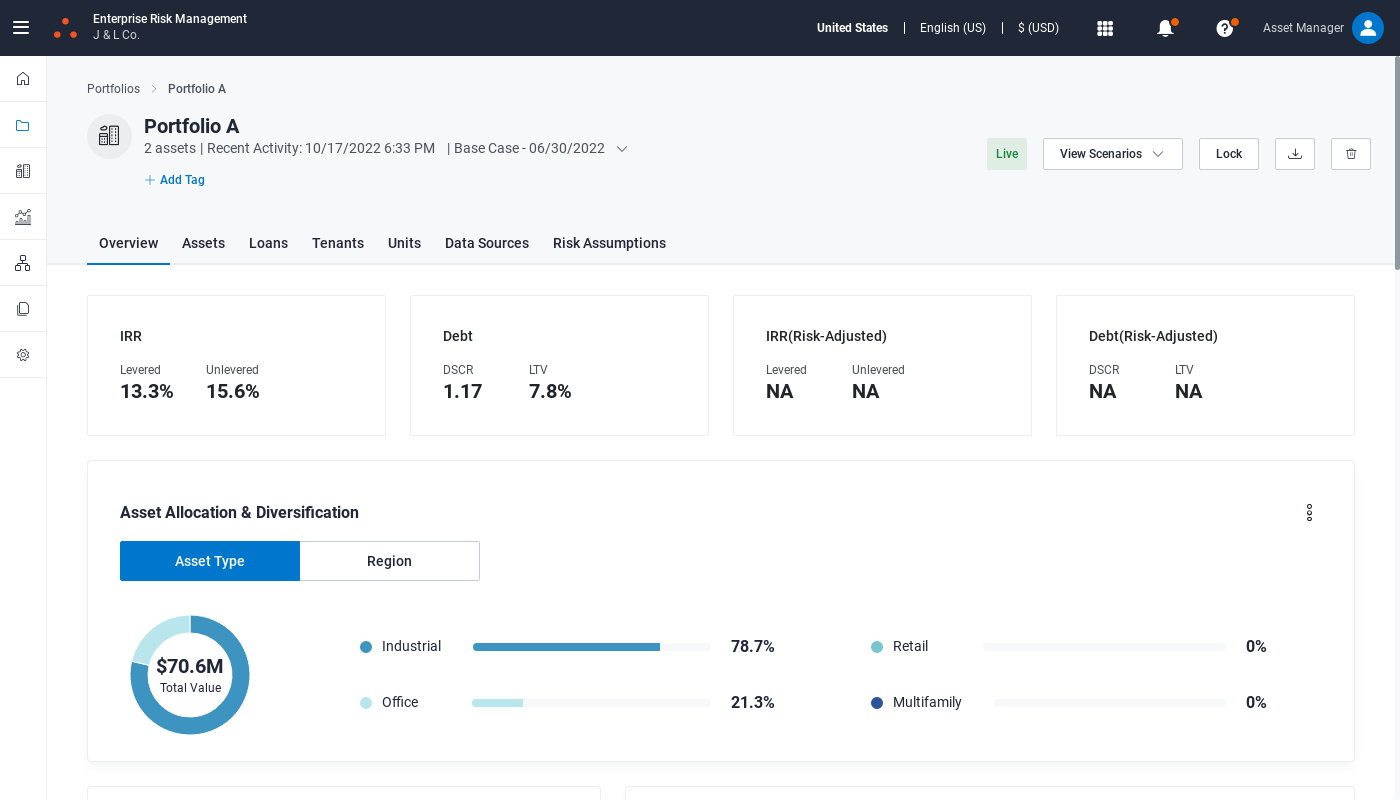 Enterprise Risk Management
J & L Co.
United States | English (US) | $ (USD)
Asset Manager
Portfolios > Portfolio A
Portfolio A
2 assets | Recent Activity: 10/17/2022 6:33 PM | Base Case - 06/30/2022
+ Add Tag
Live
View Scenarios
Lock
Overview Assets Loans Tenants Units Data Sources Risk Assumptions
IRR
Levered Unlevered
13.3% 15.6%
Debt
DSCR LTV
1.17 7.8%
IRR(Risk-Adjusted)
Levered Unlevered
NA NA
Debt(Risk-Adjusted)
DSCR LTV
NA NA
Asset Allocation & Diversification
Asset Type Region
$70.6M
Total Value
Industrial 78.7%
Retail 0%
Office 21.3%
Multifamily 0%